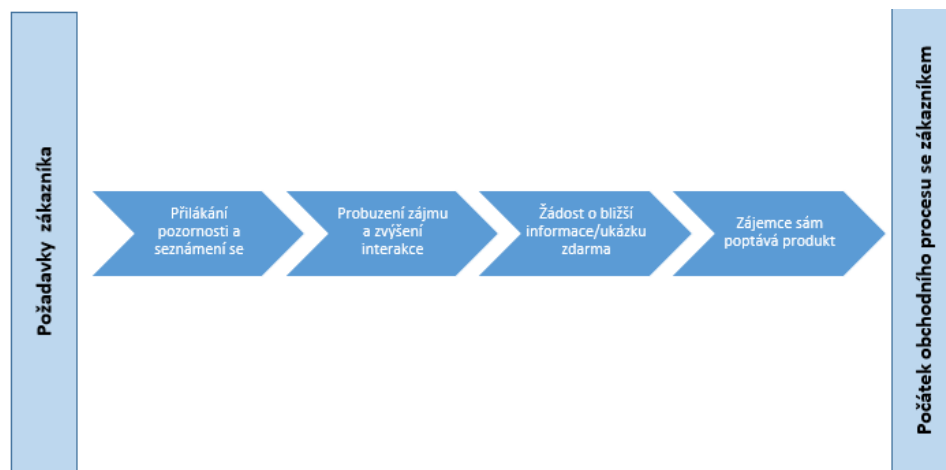 Požadavky zákazníka
Přilákání
pozornosti a
seznámení se
Probuzení zájmu
a zvýšení
interakce
Žádost o bližší
informace/ukázku
zdarma
Zájemce sám
poptává produkt
Počátek obchodního procesu se zákazníkem